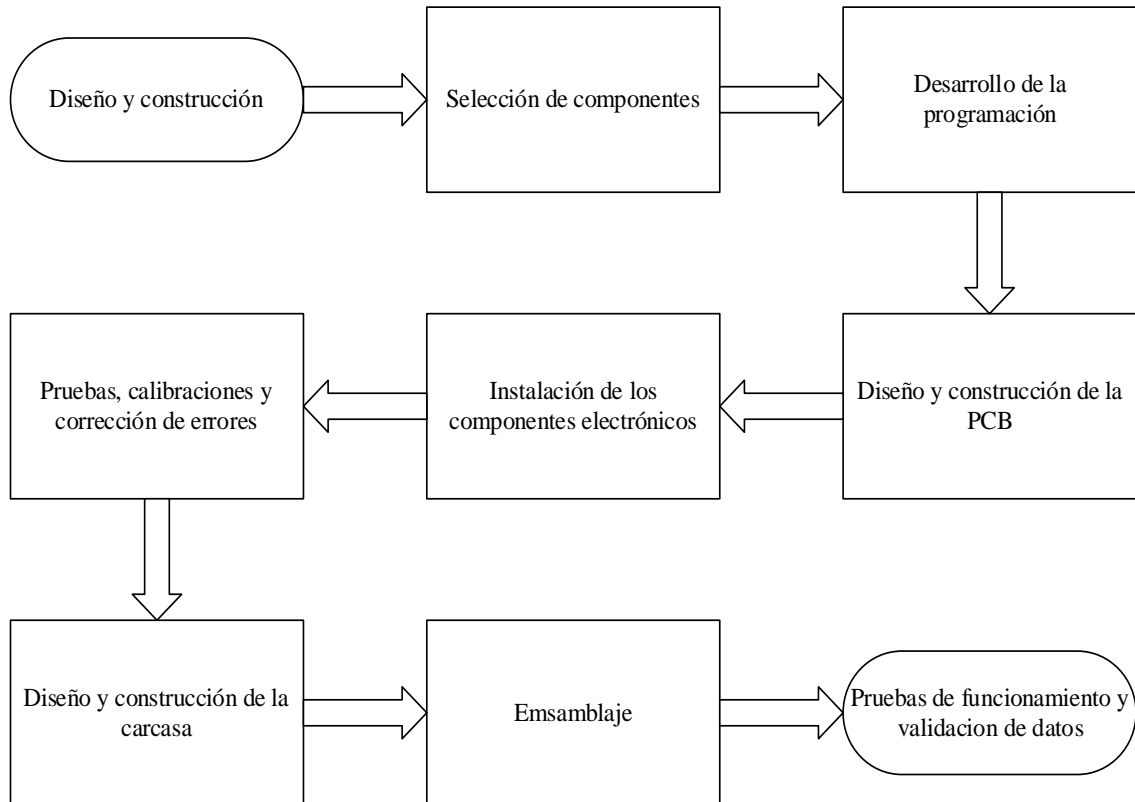 Diseño y construcción
Selección de componentes
Desarrollo de la
programación
Pruebas, calibraciones y
corrección de errores
Instalación de los
componentes electrónicos
Diseño y construcción de la
PCB
Diseño y construcción de la
carcasa
Emsamblaje
Pruebas de funcionamiento y
validacion de datos